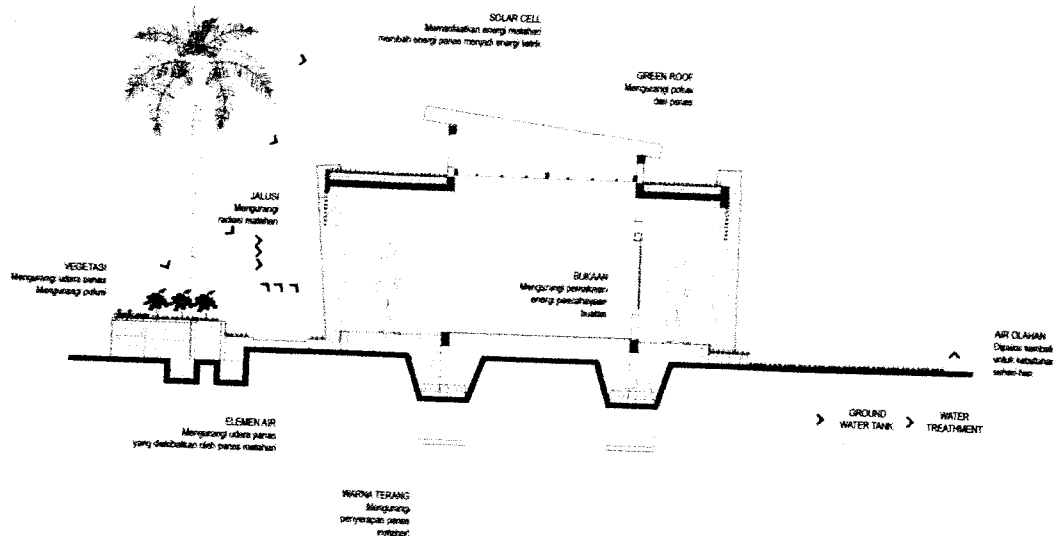 SOLAR CELL
Memanfaatkan energi matahari
merubah energi panas menjadi energi listrik
GREEN ROOF
Mengurangi polusi
dan panas
JALUSI
Mengurangi
radiasi matahari
VEGETASI
Mengurangi udara panas
Mengurangi polusi
BUKAAN
Mengurangi pemakaian
energi pencahayaan
buatan
AIR OLAHAN
Dipakai kembali
untuk kebutuhan
sehari-hari
ELEMEN AIR
Mengurangi udara panas
yang diakibatkan oleh panas matahari
GROUND
WATER TANK
WATER
TREATMENT
WARNA TERANG
Mengurangi
penyerapan panas
matahari